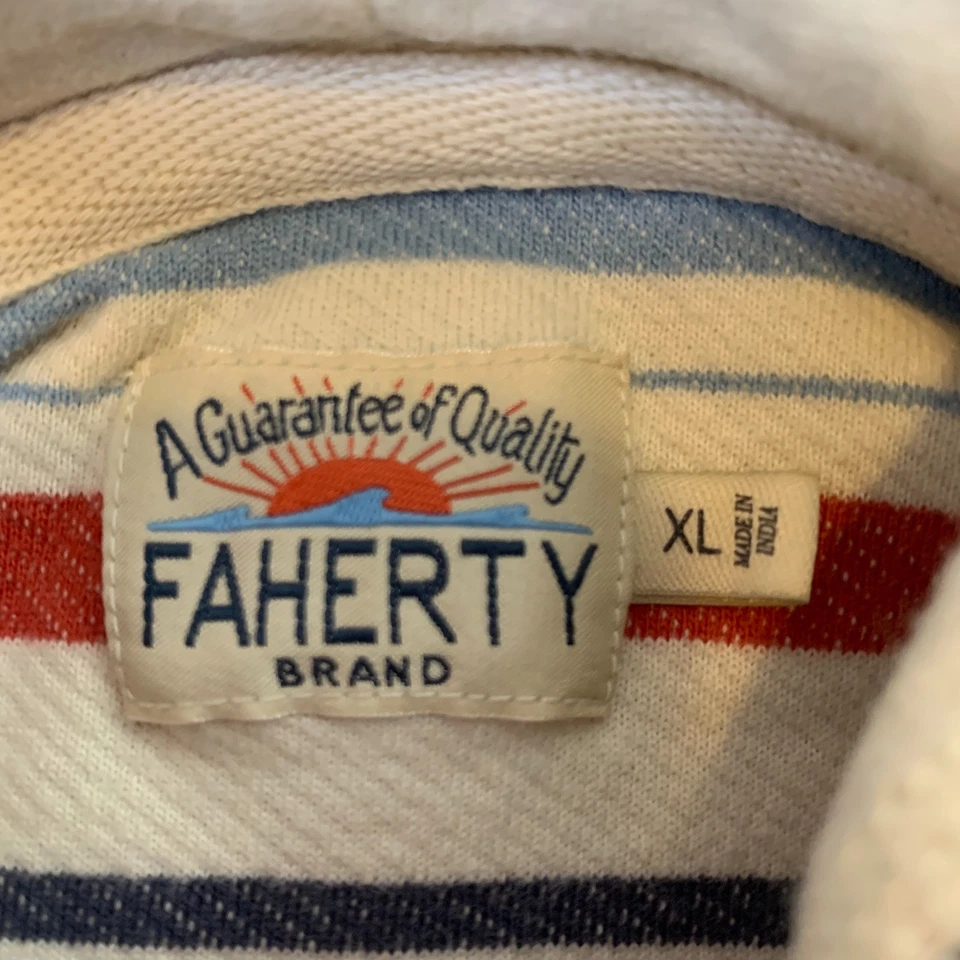 A Guarantee of Quality
FAHERTY
BRAND
XL
MADE IN
INDIA